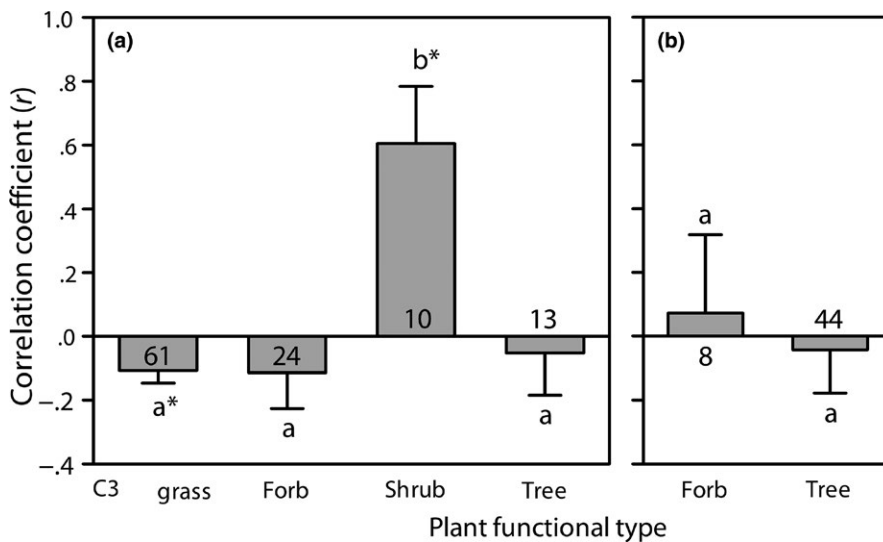 Correlation coefficient (r)
1.0
.8
.6
.4
.2
.0
−.2
−.4
(a)
b*
10
13
61
24
a*
a
a
C3 grass
Forb
Shrub
Tree
(b)
a
44
8
a
Forb
Tree
Plant functional type